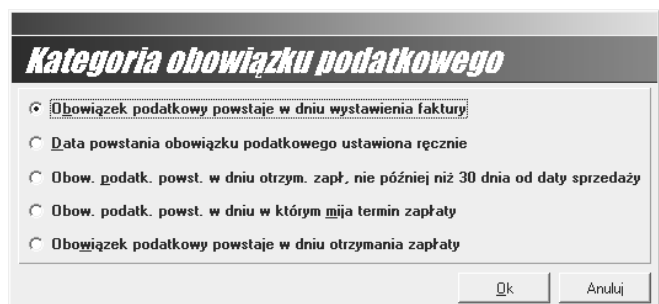 Kategoria obowiązku podatkowego
Obowiązek podatkowy powstaje w dniu wystawienia faktury
Data powstania obowiązku podatkowego ustawiona ręcznie
Obow. podatk. powst. w dniu otrzym. zapł, nie później niż 30 dnia od daty sprzedaży
Obow. podatk. powst. w dniu w którym mija termin zapłaty
Obowiązek podatkowy powstaje w dniu otrzymania zapłaty
Ok Anuluj